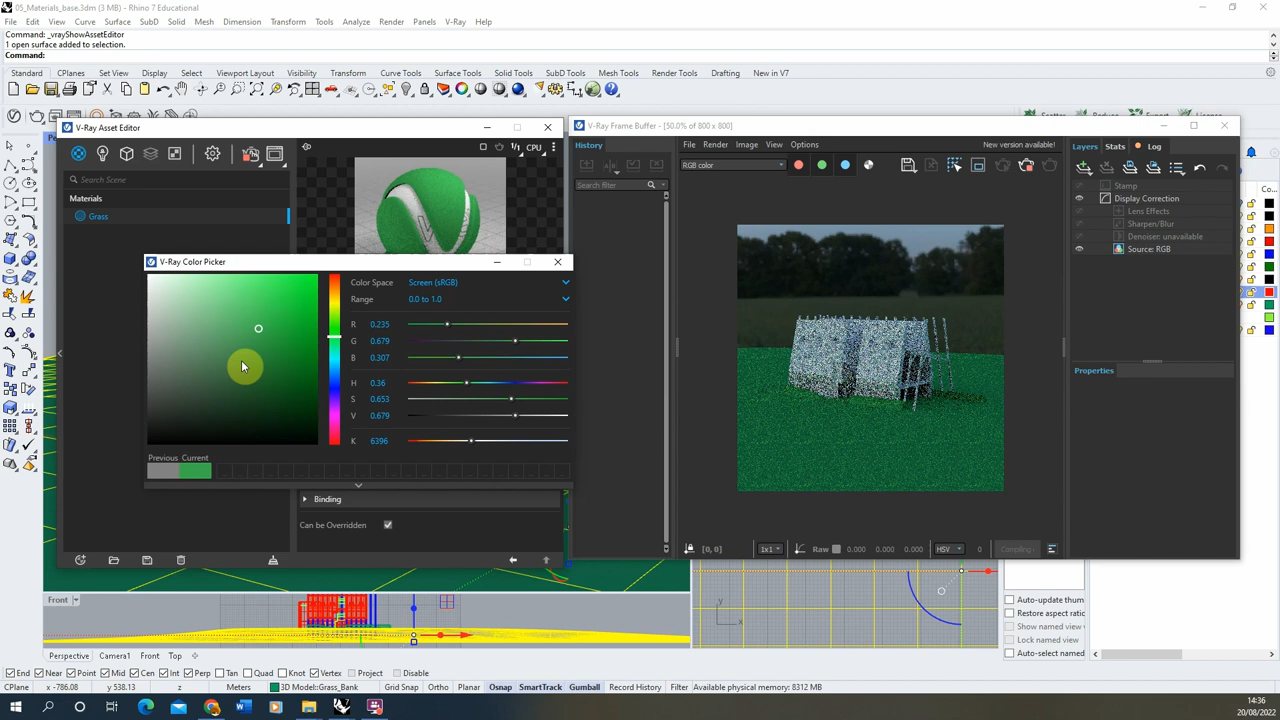 05_Materials_base.3dm (3 MB) - Rhino 7 Educational
File Edit View Curve Surface SubD Solid Mesh Dimension Transform Tools Analyze Render Panels V-Ray Help
Command: _vrayShowAssetEditor
1 open surface added to selection.
Command:
Standard CPlanes Set View Display Select Viewport Layout Visibility Transform Curve Tools Surface Tools Solid Tools SubD Tools Mesh Tools Render Tools Drafting New in V7
V-Ray Asset Editor
V-Ray Frame Buffer - [50.0% of 800 x 800]
History
File Render Image View Options
New version available!
Layers Stats Log
CPU
RGB color
Search Scene
Search filter
Materials
Grass
Stamp
Display Correction
Lens Effects
Sharpen/Blur
Denoiser: unavailable
Source: RGB
Co...
V-Ray Color Picker
Color Space Screen (sRGB)
Range 0.0 to 1.0
R 0.235
G 0.679
B 0.307
H 0.36
S 0.653
V 0.679
K 6396
Previous Current
Properties
Binding
Can be Overridden
[0, 0] 1x1 Raw 0.000 0.000 0.000 HSV 0 Compiling
Front
y
x
Auto-update thum
Restore aspect ratio
Show named view
Lock named view
Auto-select named
Perspective Camera1 Front Top
End Near Point Mid Cen Int Perp Tan Quad Knot Vertex Project Disable
CPlane x -786.08 y 538.13 z Meters 3D Model::Grass_Bank Grid Snap Ortho Planar Osnap SmartTrack Gumball Record History Filter Available physical memory: 8312 MB
14:36
20/08/2022